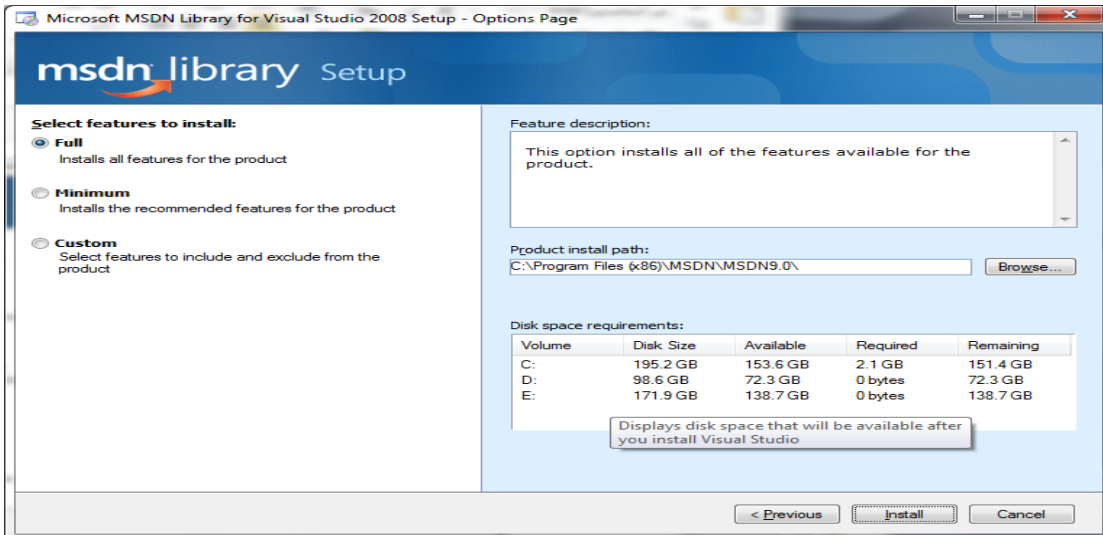 Microsoft MSDN Library for Visual Studio 2008 Setup - Options Page
msdn library Setup
Select features to install:
Full
Installs all features for the product
Minimum
Installs the recommended features for the product
Custom
Select features to include and exclude from the
product
Feature description:
This option installs all of the features available for the
product.
Product install path:
C:\Program Files (x86)\MSDN\MSDN9.0\
Browse...
Disk space requirements:
Volume Disk Size Available Required Remaining
C: 195.2 GB 153.6 GB 2.1 GB 151.4 GB
D: 98.6 GB 72.3 GB 0 bytes 72.3 GB
E: 171.9 GB 138.7 GB 0 bytes 138.7 GB
Displays disk space that will be available after
you install Visual Studio
< Previous Install Cancel